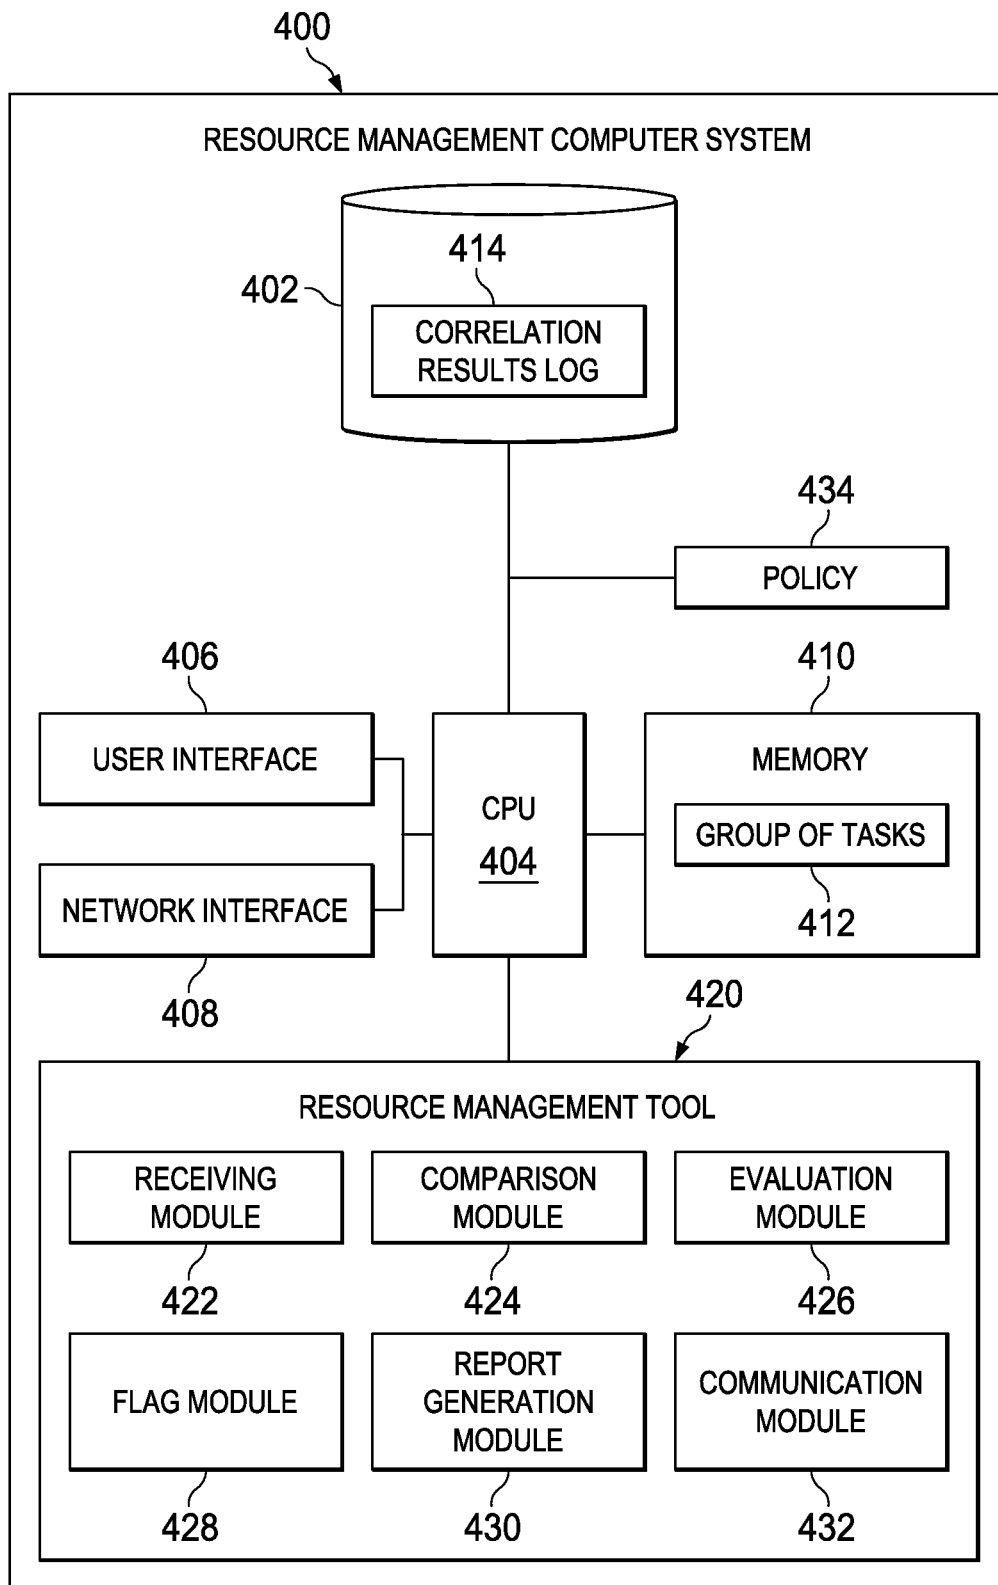 400
RESOURCE MANAGEMENT COMPUTER SYSTEM
414
402
CORRELATION
RESULTS LOG
434
POLICY
406
410
USER INTERFACE
CPU
404
MEMORY
GROUP OF TASKS
412
NETWORK INTERFACE
408
420
RESOURCE MANAGEMENT TOOL
RECEIVING
MODULE
422
COMPARISON
MODULE
424
EVALUATION
MODULE
426
FLAG MODULE
428
REPORT
GENERATION
MODULE
430
COMMUNICATION
MODULE
432